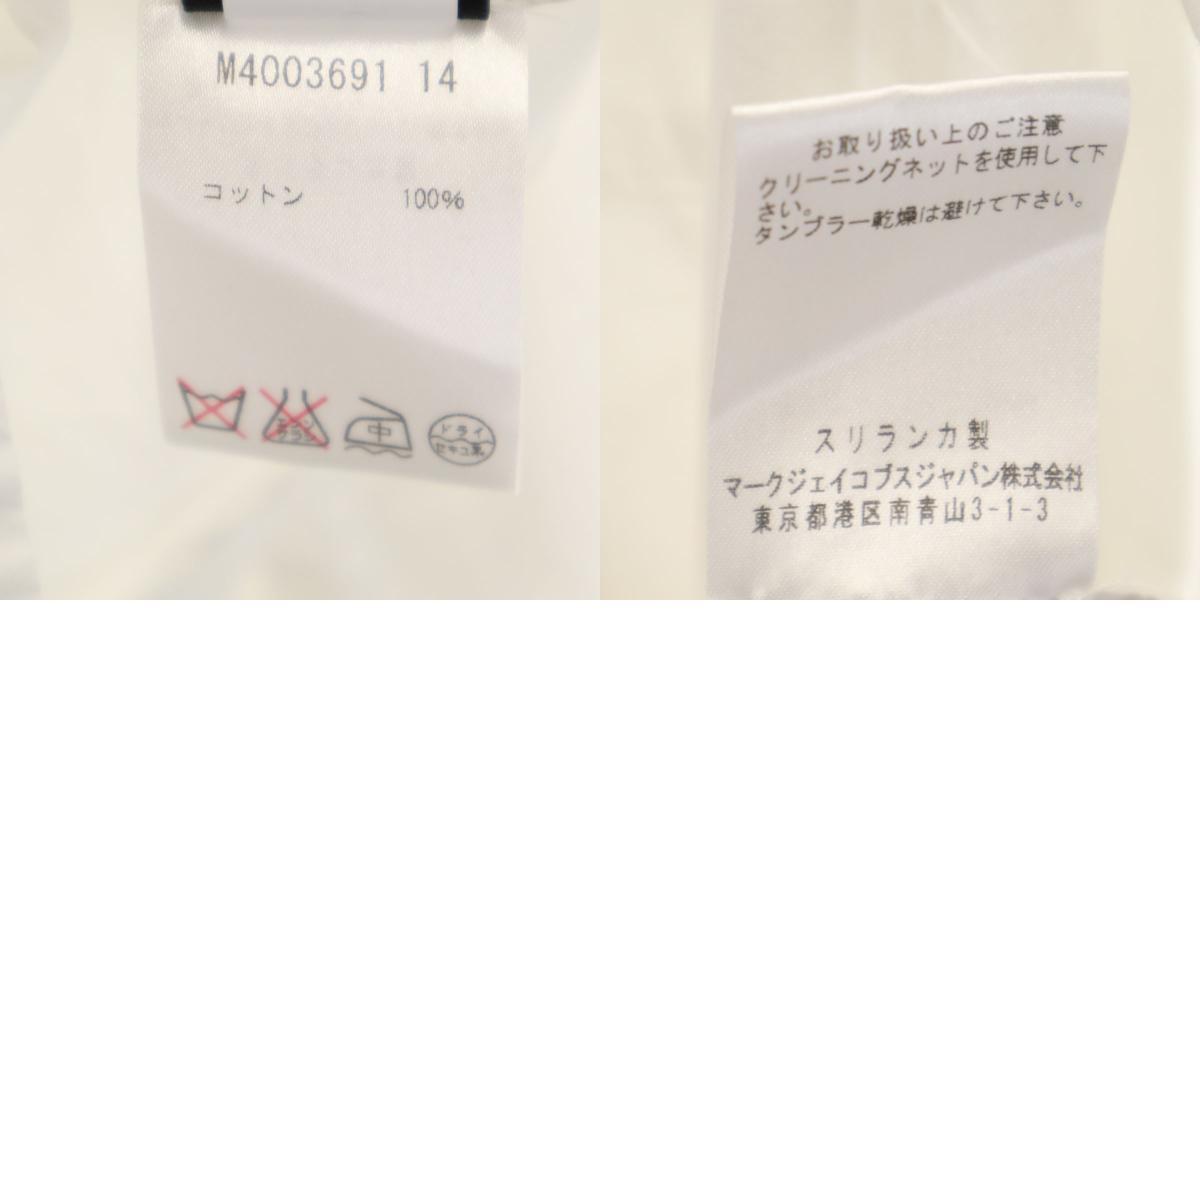 M4003691 14
コットン 100%
中
ドライ
セキユ系
お取り扱い上のご注意
クリーニングネットを使用して下
さい。
タンブラー乾燥は避けて下さい。
スリランカ製
マークジェイコブスジャパン株式会社
東京都港区南青山3-1-3